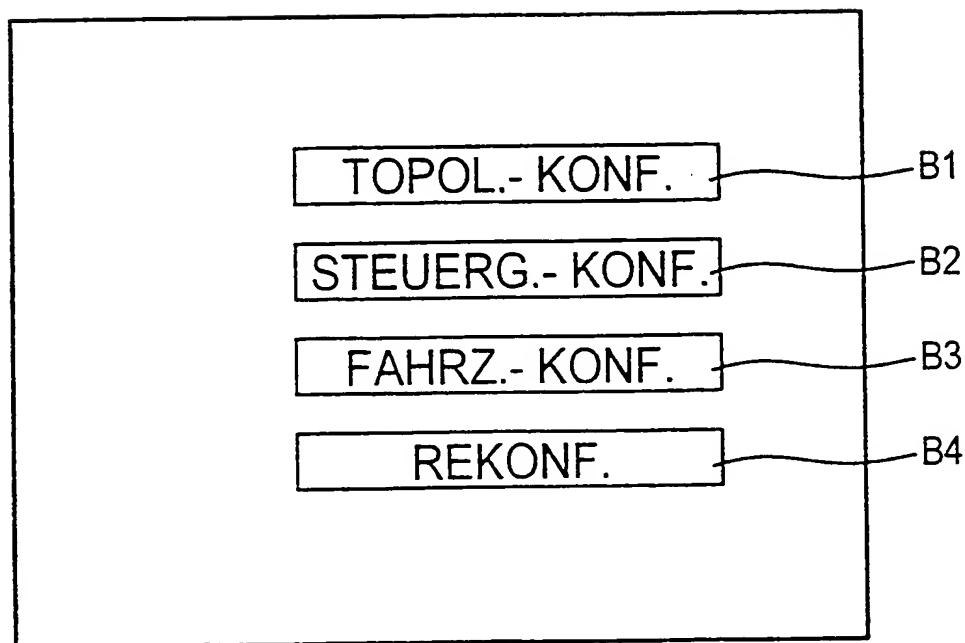 TOPOL.- KONF. B1
STEUERG.- KONF. B2
FAHRZ.- KONF. B3
REKONF. B4